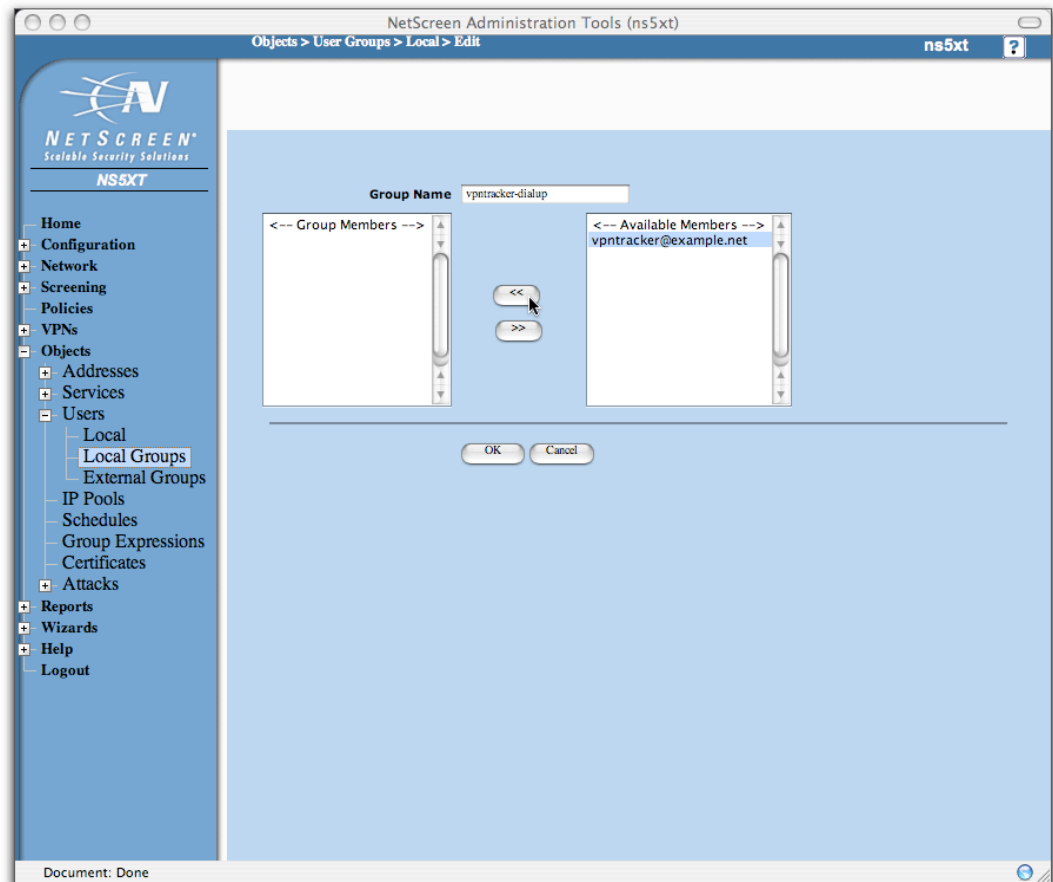 NetScreen Administration Tools (ns5xt)
Objects > User Groups > Local > Edit
ns5xt
?
N
NETSCREEN®
Scalable Security Solutions
NS5XT
Home
Configuration
Network
Screening
Policies
VPNs
Objects
Addresses
Services
Users
Local
Local Groups
External Groups
IP Pools
Schedules
Group Expressions
Certificates
Attacks
Reports
Wizards
Help
Logout
Group Name vpntracker-dialup
<-- Group Members -->
<-- Available Members -->
vpntracker@example.net
<<
>>
OK
Cancel
Document: Done